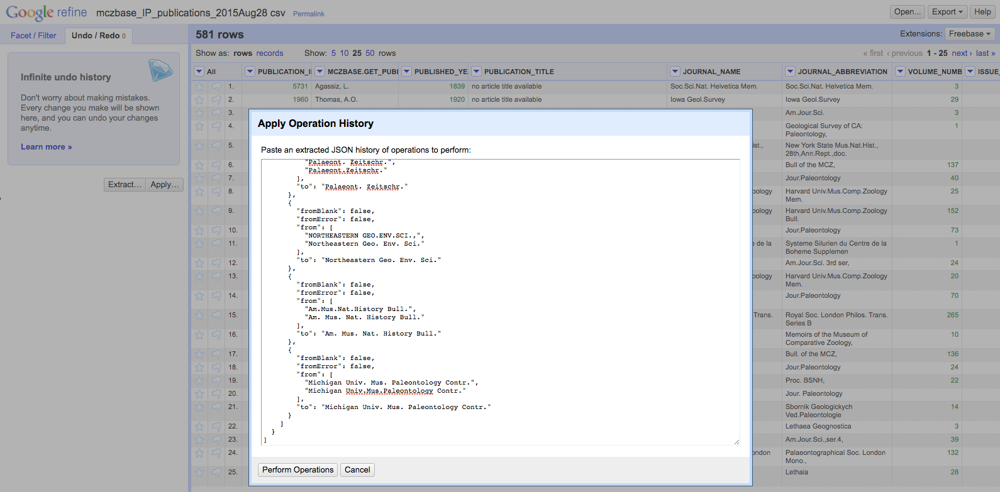 Google refine mczbase_IP_publications_2015Aug28 csv Permalink
Open... Export Help
Facet / Filter Undo / Redo 0
581 rows
Extensions: Freebase
Show as: rows records Show: 5 10 25 50 rows
« first ‹ previous 1 - 25 next › last »
Infinite undo history
Don't worry about making mistakes.
Every change you make will be shown
here, and you can undo your changes
anytime.
Learn more »
Extract... Apply...
All PUBLICATION_I MCZBASE.GET_PUBI PUBLISHED_YE PUBLICATION_TITLE JOURNAL_NAME JOURNAL_ABBREVIATION VOLUME_NUMB ISSUE_
1. 5731 Agassiz, L. 1839 no article title available Soc.Sci.Nat. Helvetica Mem. Soc.Sci.Nat. Helvetica Mem. 3
2. 1960 Thomas, A.O. 1920 no article title available Iowa Geol.Survey Iowa Geol.Survey 29
3. Am.Jour.Sci. 3
4. Geological Survey of CA: 1
Paleontology,
5. ist., New York State Mus.Nat.Hist.,
28th,Ann.Rept.,doc.
6. Bull of the MCZ, 137
7. Jour.Paleontology 40
8. oology Harvard Univ.Mus.Comp.Zoology 25
Mem.
9. oology Harvard Univ.Mus.Comp.Zoology 152
Bull.
10. Jour.Paleontology 73
11. e de la Systeme Silurien du Centre de la 1
Boheme Supplemen
12. Am.Jour.Sci. 3rd ser, 24
13. oology Harvard Univ.Mus.Comp.Zoology 20
Mem.
14. Jour.Paleontology 70
15. Trans. Royal Soc. London Philos. Trans. 265
Series B
16. Memoirs of the Museum of 10
Comparative Zoology,
17. Bull. of the MCZ, 136
18. Jour.Paleontology 24
19. Proc. BSNH, 22
20. Jour. Paleontology
21. Sbornik Geologickych 14
Ved.Paleontologie
22. Lethaea Geognostica 3
23. Am.Jour.Sci.,ser.4, 39
24. ondon Palaeontographical Soc. London 132
Mono.,
25. Lethaia 28
Apply Operation History
Paste an extracted JSON history of operations to perform:
"Palaeont. Zeitschr.",
"Palaeont.Zeitschr."
],
"to": "Palaeont. Zeitschr."
},
{
"fromBlank": false,
"fromError": false,
"from": [
"NORTHEASTERN GEO.ENV.SCI.,",
"Northeastern Geo. Env. Sci."
],
"to": "Northeastern Geo. Env. Sci."
},
{
"fromBlank": false,
"fromError": false,
"from": [
"Am.Mus.Nat.History Bull.",
"Am. Mus. Nat. History Bull."
],
"to": "Am. Mus. Nat. History Bull."
},
{
"fromBlank": false,
"fromError": false,
"from": [
"Michigan Univ. Mus. Paleontology Contr.",
"Michigan Univ.Mus.Paleontology Contr."
],
"to": "Michigan Univ. Mus. Paleontology Contr."
}
]
}
]
Perform Operations Cancel